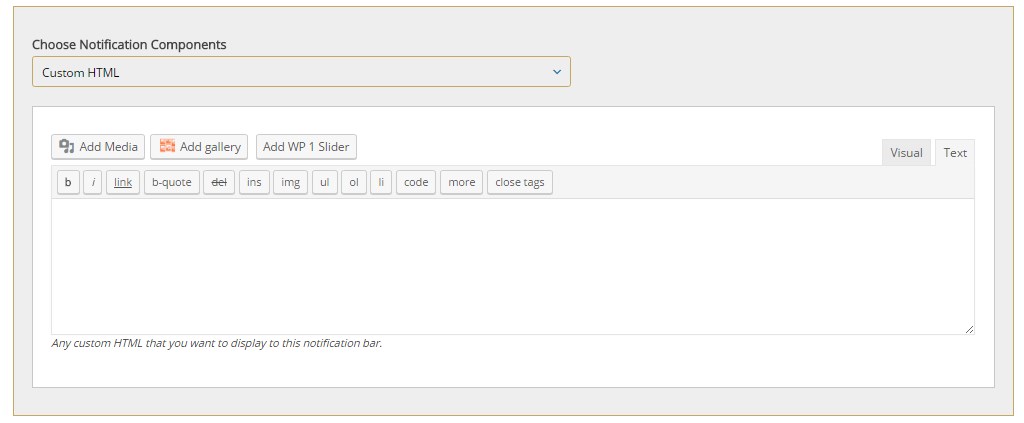 Choose Notification Components
Custom HTML
Add Media Add gallery Add WP 1 Slider Visual Text
b i link b-quote del ins img ul ol li code more close tags
Any custom HTML that you want to display to this notification bar.